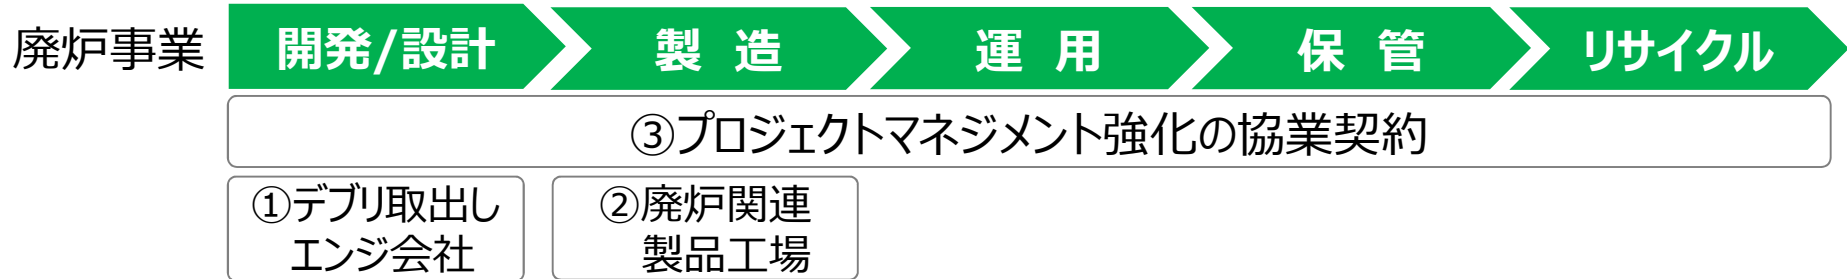 廃炉事業
開発/設計
製 造
運 用
保 管
リサイクル
③プロジェクトマネジメント強化の協業契約
①デブリ取出し
エンジ会社
②廃炉関連
製品工場